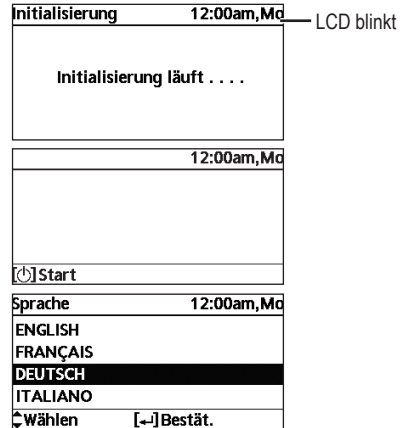 Initialisierung 12:00am,Mo
LCD blinkt
Initialisierung läuft . . . .
12:00am,Mo
[⏻]Start
Sprache 12:00am,Mo
ENGLISH
FRANÇAIS
DEUTSCH
ITALIANO
Wählen [↵]Bestät.